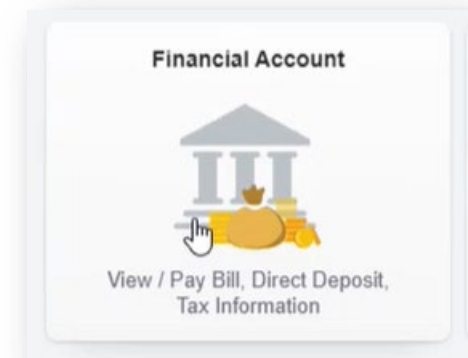 Financial Account
View / Pay Bill, Direct Deposit,
Tax Information